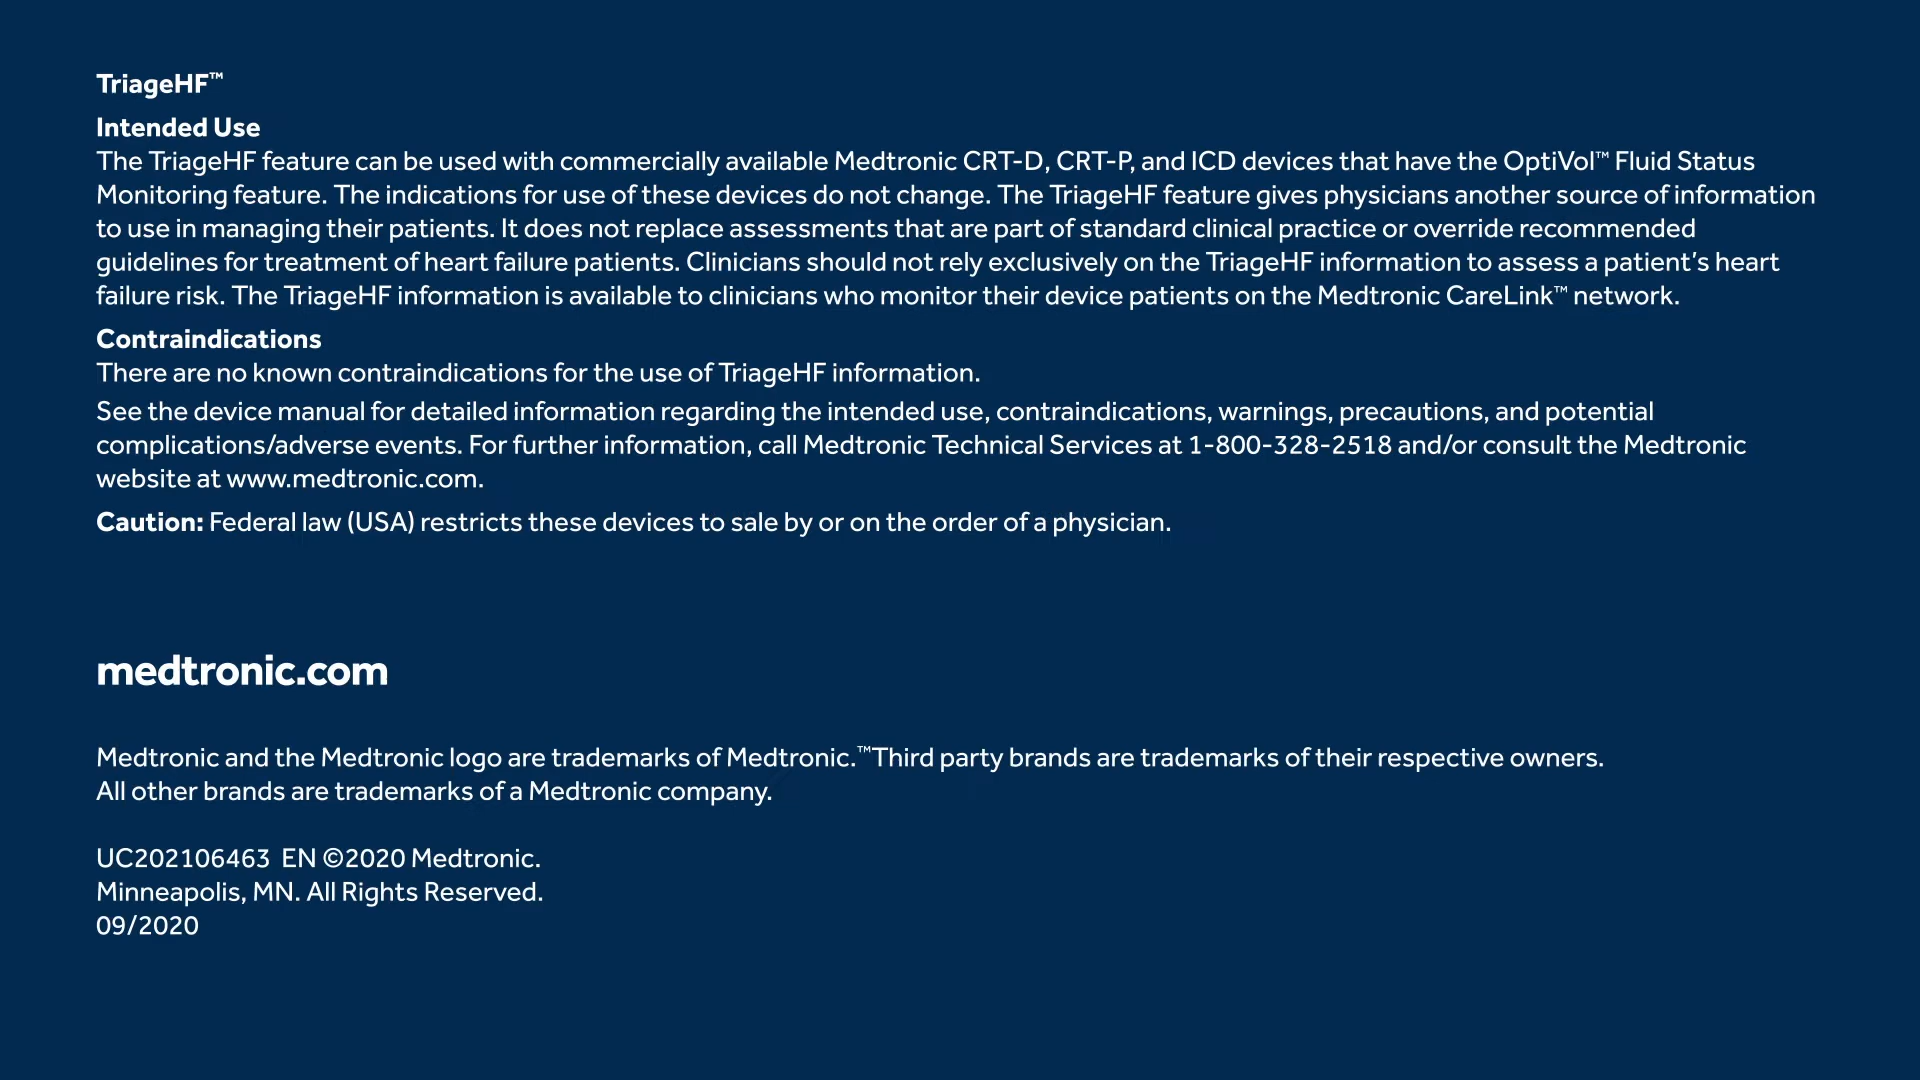 TriageHF™
Intended Use
The TriageHF feature can be used with commercially available Medtronic CRT-D, CRT-P, and ICD devices that have the OptiVol™ Fluid Status
Monitoring feature. The indications for use of these devices do not change. The TriageHF feature gives physicians another source of information
to use in managing their patients. It does not replace assessments that are part of standard clinical practice or override recommended
guidelines for treatment of heart failure patients. Clinicians should not rely exclusively on the TriageHF information to assess a patient’s heart
failure risk. The TriageHF information is available to clinicians who monitor their device patients on the Medtronic CareLink™ network.
Contraindications
There are no known contraindications for the use of TriageHF information.
See the device manual for detailed information regarding the intended use, contraindications, warnings, precautions, and potential
complications/adverse events. For further information, call Medtronic Technical Services at 1-800-328-2518 and/or consult the Medtronic
website at www.medtronic.com.
Caution: Federal law (USA) restricts these devices to sale by or on the order of a physician.
medtronic.com
Medtronic and the Medtronic logo are trademarks of Medtronic.™Third party brands are trademarks of their respective owners.
All other brands are trademarks of a Medtronic company.
UC202106463 EN ©2020 Medtronic.
Minneapolis, MN. All Rights Reserved.
09/2020